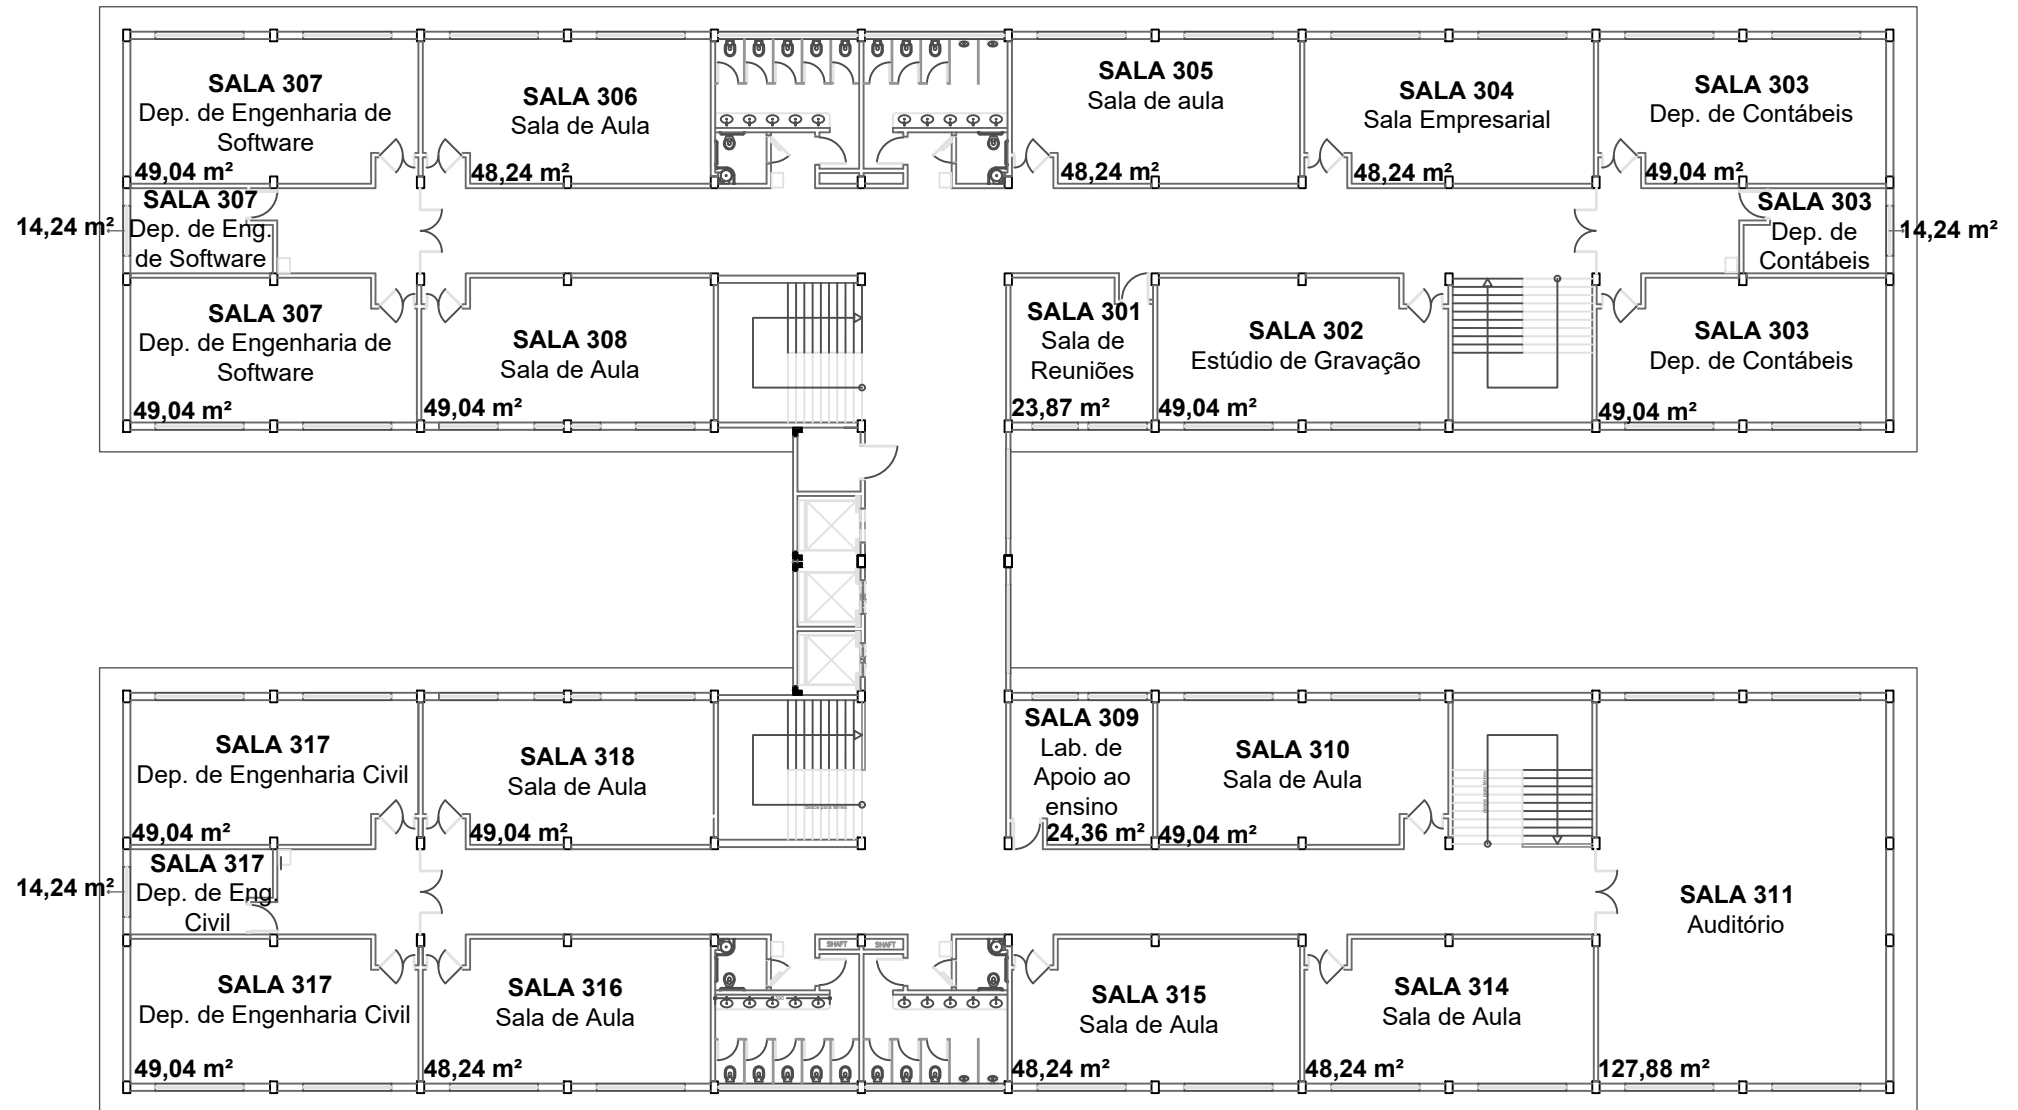 SALA 307
Dep. de Engenharia de
Software
49,04 m²
SALA 306
Sala de Aula
48,24 m²
SALA 305
Sala de aula
48,24 m²
SALA 304
Sala Empresarial
48,24 m²
SALA 303
Dep. de Contábeis
49,04 m²
14,24 m²
SALA 307
Dep. de Eng.
de Software
SALA 303
Dep. de
Contábeis
14,24 m²
SALA 307
Dep. de Engenharia de
Software
49,04 m²
SALA 308
Sala de Aula
49,04 m²
SALA 301
Sala de
Reuniões
23,87 m²
SALA 302
Estúdio de Gravação
49,04 m²
SALA 303
Dep. de Contábeis
49,04 m²
SALA 317
Dep. de Engenharia Civil
49,04 m²
SALA 318
Sala de Aula
49,04 m²
SALA 309
Lab. de
Apoio ao
ensino
24,36 m²
SALA 310
Sala de Aula
49,04 m²
14,24 m²
SALA 317
Dep. de Eng
Civil
SALA 311
Auditório
127,88 m²
SALA 317
Dep. de Engenharia Civil
49,04 m²
SALA 316
Sala de Aula
48,24 m²
SHAFT
SHAFT
SALA 315
Sala de Aula
48,24 m²
SALA 314
Sala de Aula
48,24 m²